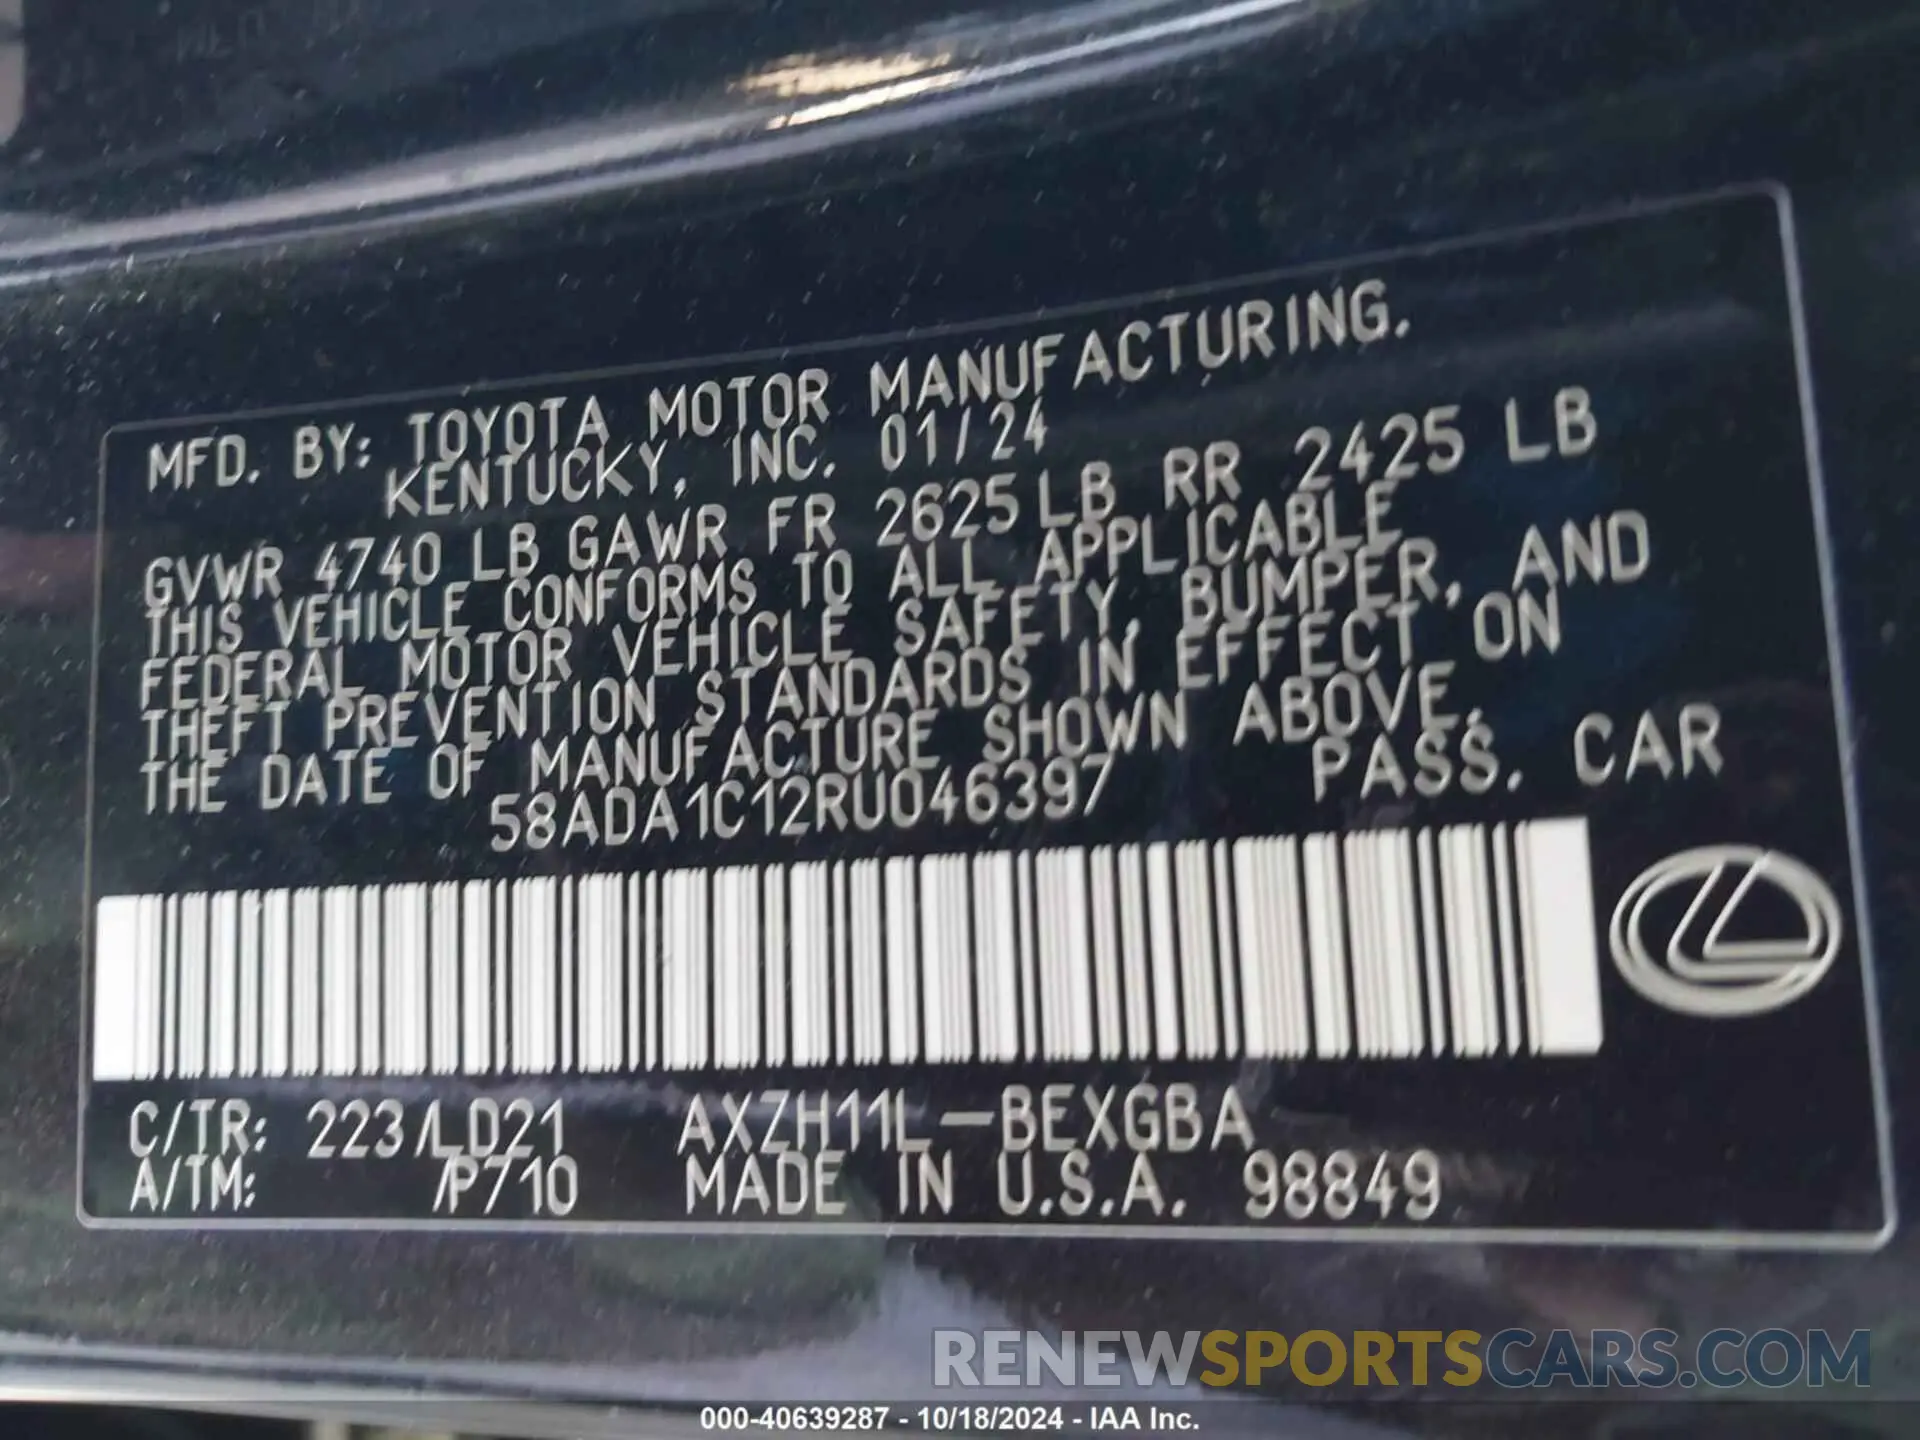 MFD. BY: TOYOTA MOTOR MANUFACTURING.
KENTUCKY, INC. 01/24
GVWR 4740 LB GAWR FR 2625 LB RR 2425 LB
THIS VEHICLE CONFORMS TO ALL APPLICABLE
FEDERAL MOTOR VEHICLE SAFETY, BUMPER, AND
THEFT PREVENTION STANDARDS IN EFFECT ON
THE DATE OF MANUFACTURE SHOWN ABOVE.
58ADA1C12RU046397 PASS. CAR
C/TR: 223/LD21 AXZH11L-BEXGBA
A/TM: /P710 MADE IN U.S.A. 98849
RENEWSPORTSCARS.COM
000-40639287 - 10/18/2024 - IAA Inc.